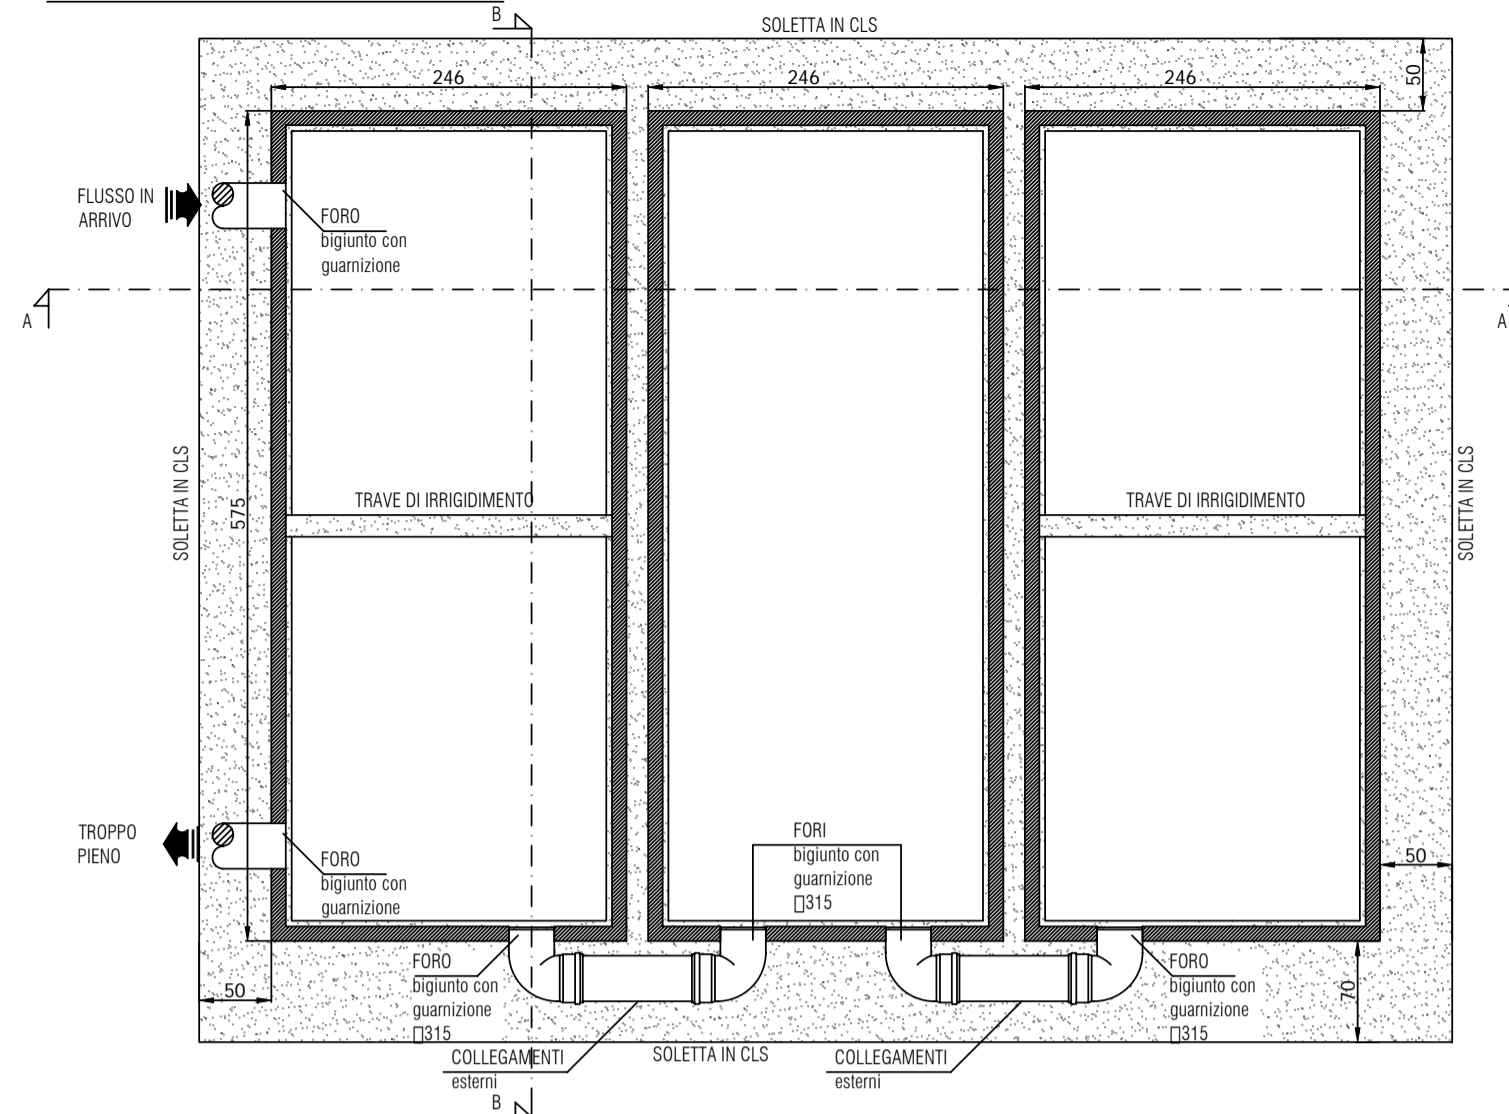 B
SOLETTA IN CLS
50
246
246
246
FLUSSO IN
ARRIVO
FORO
bigiunto con
guarnizione
A
A
SOLETTA IN CLS
575
TRAVE DI IRRIGIDIMENTO
TRAVE DI IRRIGIDIMENTO
SOLETTA IN CLS
TROPPO
PIENO
FORO
bigiunto con
guarnizione
FORI
bigiunto con
guarnizione
□315
50
50
FORO
bigiunto con
guarnizione
□315
FORO
bigiunto con
guarnizione
□315
70
COLLEGAMENTI
esterni
SOLETTA IN CLS
COLLEGAMENTI
esterni
B